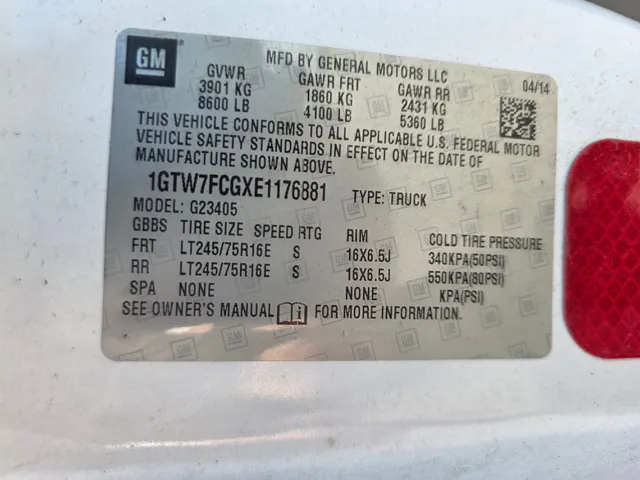 GM
MFD BY GENERAL MOTORS LLC
GVWR GAWR FRT GAWR RR 04/14
3901 KG 1860 KG 2431 KG
8600 LB 4100 LB 5360 LB
THIS VEHICLE CONFORMS TO ALL APPLICABLE U.S. FEDERAL MOTOR
VEHICLE SAFETY STANDARDS IN EFFECT ON THE DATE OF
MANUFACTURE SHOWN ABOVE.
1GTW7FCGXE1176881 TYPE: TRUCK
MODEL: G23405
GBBS TIRE SIZE SPEED RTG RIM COLD TIRE PRESSURE
FRT LT245/75R16E S 16X6.5J 340KPA(50PSI)
RR LT245/75R16E S 16X6.5J 550KPA(80PSI)
SPA NONE NONE KPA(PSI)
SEE OWNER'S MANUAL FOR MORE INFORMATION.